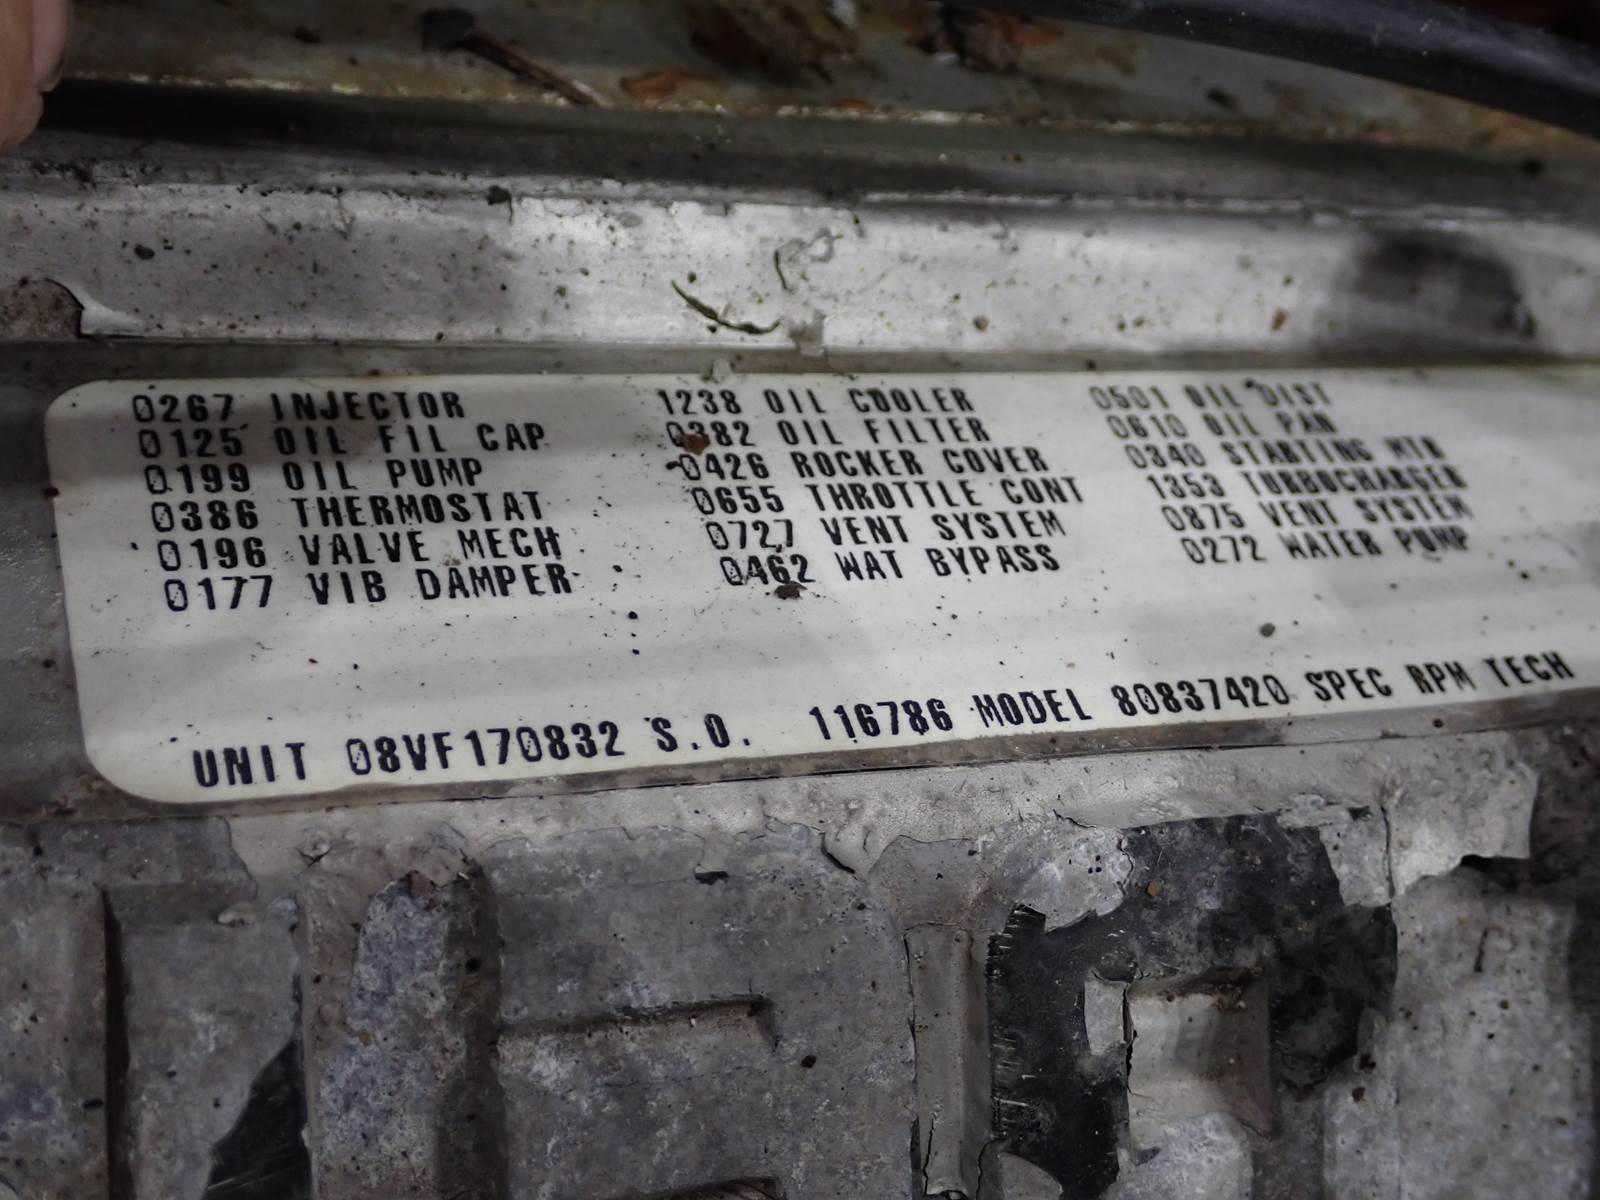 0267 INJECTOR 1238 OIL COOLER 0501 OIL DIST
0125 OIL FIL CAP 0382 OIL FILTER 0610 OIL PAN
0199 OIL PUMP 0426 ROCKER COVER 0340 STARTING MTR
0386 THERMOSTAT 0655 THROTTLE CONT 1353 TURBOCHARGER
0196 VALVE MECH 0727 VENT SYSTEM 0875 VENT SYSTEM
0177 VIB DAMPER 0462 WAT BYPASS 0272 WATER PUMP
UNIT 08VF170832 S.O. 116786 MODEL 80837420 SPEC RPM TECH